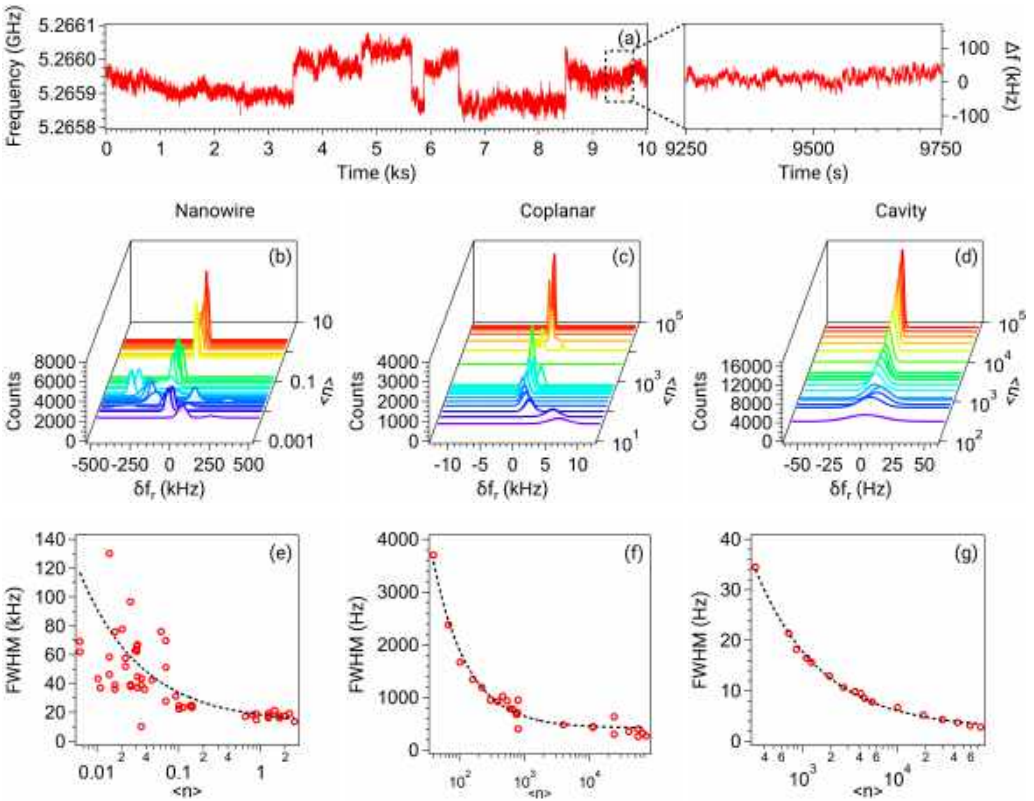 5.2661
5.2660
5.2659
5.2658
Frequency (GHz)
(a)
0 1 2 3 4 5 6 7 8 9 10
Time (ks)
100
0
-100
Δf (kHz)
9250 9500 9750
Time (s)
Nanowire
(b)
8000
6000
4000
2000
0
Counts
10
0.1
0.001
<n>
-500 -250 0 250 500
δfr (kHz)
Coplanar
(c)
4000
3000
2000
1000
0
Counts
10^5
10^3
10^1
<n>
-10 -5 0 5 10
δfr (kHz)
Cavity
(d)
16000
12000
8000
4000
0
Counts
10^5
10^4
10^3
10^2
<n>
-50 -25 0 25 50
δfr (Hz)
(e)
140
120
100
80
60
40
20
0
FWHM (kHz)
2 4 2 4 2
0.01 0.1 1
<n>
(f)
4000
3000
2000
1000
0
FWHM (Hz)
10^2 10^3 10^4
<n>
(g)
40
30
20
10
0
FWHM (Hz)
4 6 2 4 6 2 4 6
10^3 10^4
<n>